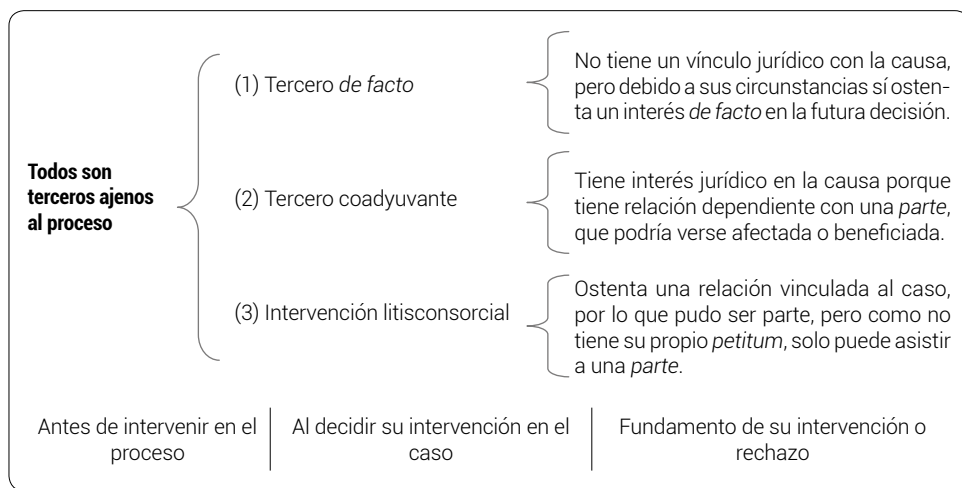 Todos son
terceros ajenos
al proceso
(1) Tercero de facto
No tiene un vínculo jurídico con la causa,
pero debido a sus circunstancias sí osten-
ta un interés de facto en la futura decisión.
(2) Tercero coadyuvante
Tiene interés jurídico en la causa porque
tiene relación dependiente con una parte,
que podría verse afectada o beneficiada.
(3) Intervención litisconsorcial
Ostenta una relación vinculada al caso,
por lo que pudo ser parte, pero como no
tiene su propio petitum, solo puede asistir
a una parte.
Antes de intervenir en el
proceso
Al decidir su intervención en el
caso
Fundamento de su intervención o
rechazo